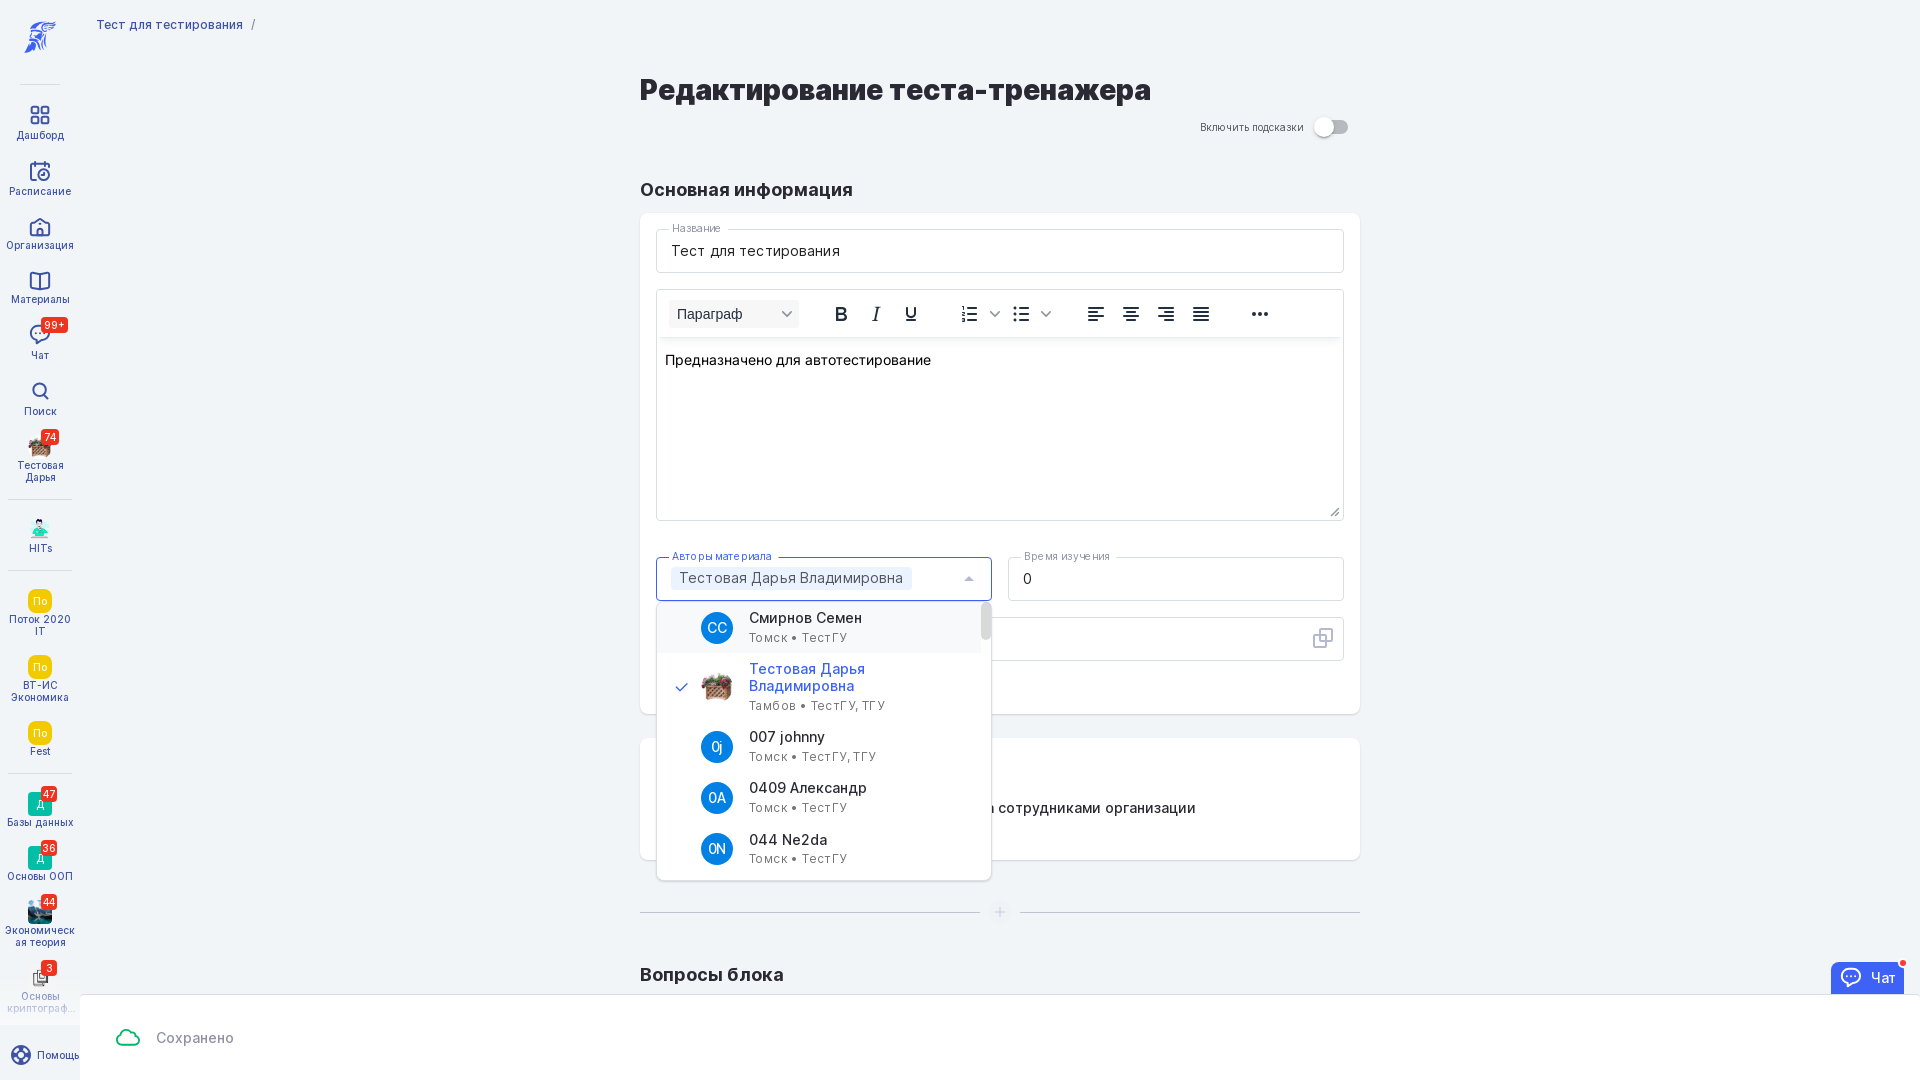 Тест для тестирования /
Редактирование теста-тренажера
Включить подсказки
Основная информация
Название
Тест для тестирования
Параграф
Предназначено для автотестирование
Авторы материала
Тестовая Дарья Владимировна
Время изучения
0
СС
Смирнов Семен
Томск • ТестГУ
Тестовая Дарья
Владимировна
Тамбов • ТестГУ, ТГУ
0j
007 johnny
Томск • ТестГУ, ТГУ
0А
0409 Александр
Томск • ТестГУ
0N
044 Ne2da
Томск • ТестГУ
сотрудниками организации
Вопросы блока
Сохранено
Чат
Дашборд
Расписание
Организация
Материалы
99+
Чат
Поиск
74
Тестовая
Дарья
HITs
По
Поток 2020
IT
По
ВТ-ИС
Экономика
По
Fest
47
Д
Базы данных
36
Д
Основы ООП
44
Экономическ
ая теория
3
Основы
криптограф...
Помощь